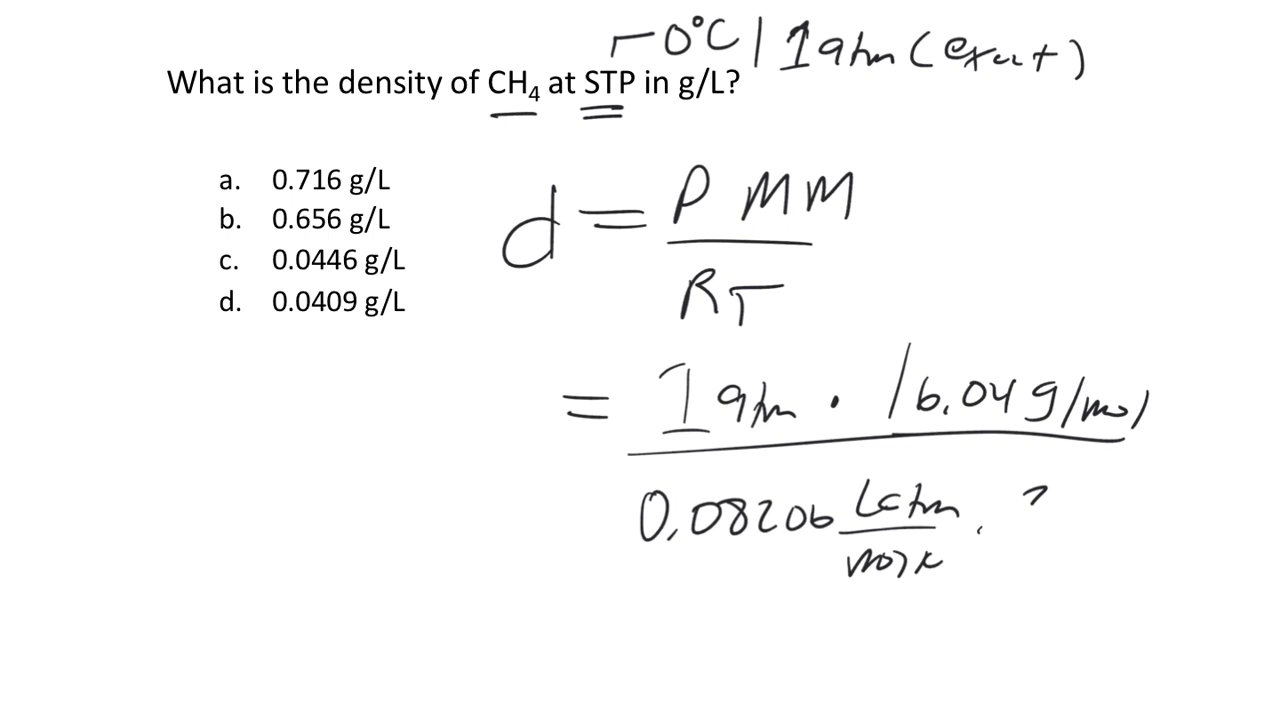 0°C | 1 atm (exact)
What is the density of CH₄ at STP in g/L?
a. 0.716 g/L
b. 0.656 g/L
c. 0.0446 g/L
d. 0.0409 g/L
d = P MM
RT
= 1 atm · 16.04 g/mol
0.08206 L atm ·
mol K